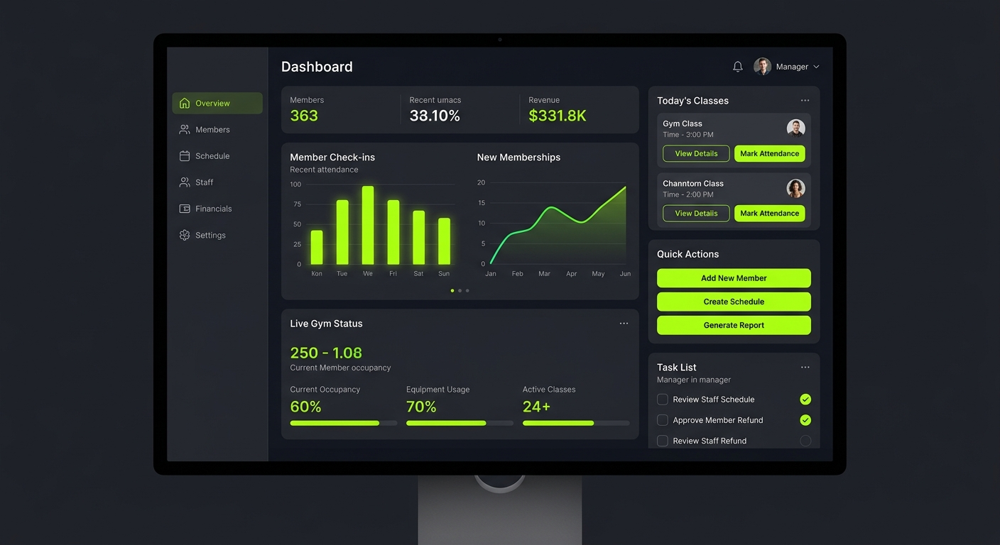 Dashboard
Manager
Overview
Members
Schedule
Staff
Financials
Settings
Members
363
Recent umacs
38.10%
Revenue
$331.8K
Member Check-ins
Recent attendance
100
75
50
25
0
Kon
Tue
We
Fri
Sat
Sun
New Memberships
20
15
10
5
0
Jan
Feb
Mar
Apr
May
Jun
Live Gym Status
250 - 1.08
Current Member occupancy
Current Occupancy
60%
Equlpment Usage
70%
Active Classes
24+
Today's Classes
Gym Class
Time - 3:00 PM
View Details
Mark Attendance
Channtorn Class
Time - 2:00 PM
View Details
Mark Attendance
Quick Actions
Add New Member
Create Schedule
Generate Report
Task List
Manager in manager
Review Staff Schedule
Approve Member Refund
Review Staff Refund